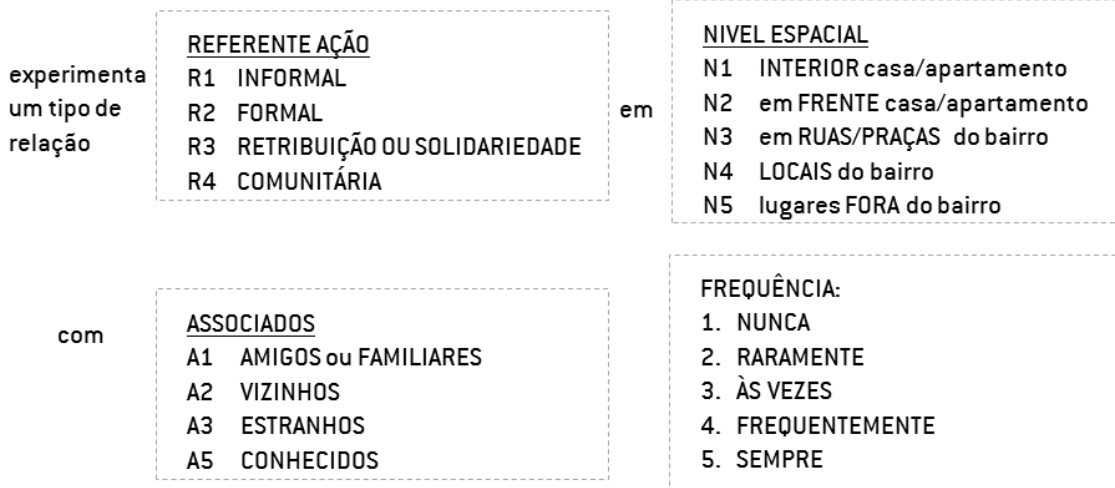 experimenta
um tipo de
relação
REFERENTE AÇÃO
R1 INFORMAL
R2 FORMAL
R3 RETRIBUIÇÃO OU SOLIDARIEDADE
R4 COMUNITÁRIA
em
NIVEL ESPACIAL
N1 INTERIOR casa/apartamento
N2 em FRENTE casa/apartamento
N3 em RUAS/PRAÇAS do bairro
N4 LOCAIS do bairro
N5 lugares FORA do bairro
com
ASSOCIADOS
A1 AMIGOS ou FAMILIARES
A2 VIZINHOS
A3 ESTRANHOS
A5 CONHECIDOS
FREQUÊNCIA:
1. NUNCA
2. RARAMENTE
3. ÀS VEZES
4. FREQUENTEMENTE
5. SEMPRE